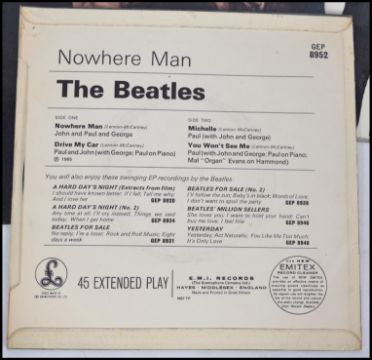 Nowhere Man
GEP
8952
The Beatles
SIDE ONE
Nowhere Man (Lennon-McCartney)
John and Paul and George
Drive My Car (Lennon-McCartney)
Paul and John (with George; Paul on Piano)
℗ 1965
SIDE TWO
Michelle (Lennon-McCartney)
Paul (with John and George)
You Won't See Me (Lennon-McCartney)
Paul (with John and George; Paul on Piano;
Mal "Organ" Evans on Hammond)
You will also enjoy these swinging EP recordings by the Beatles:
A HARD DAY'S NIGHT (Extracts from film)
I should have known better; If I fell; Tell me why;
And I love her GEP 8920
A HARD DAY'S NIGHT (No. 2)
Any time at all; I'll cry instead; Things we said
today; When I get home GEP 8924
BEATLES FOR SALE
No reply; I'm a loser; Rock and Roll Music; Eight
days a week GEP 8931
BEATLES FOR SALE (No. 2)
I'll follow the sun; Baby's in black; Words of Love;
I don't want to spoil the party GEP 8938
BEATLES' MILLION SELLERS
She loves you; I want to hold your hand; Can't
buy me love; I feel fine GEP 8946
YESTERDAY
Yesterday; Act Naturally; You Like Me Too Much;
It's Only Love GEP 8948
PARLOPHONE
45 EXTENDED PLAY
E.M.I. RECORDS
(The Gramophone Company Ltd.)
HAYES · MIDDLESEX · ENGLAND
Made and Printed in Great Britain
USE NEW
EMITEX
RECORD CLEANER